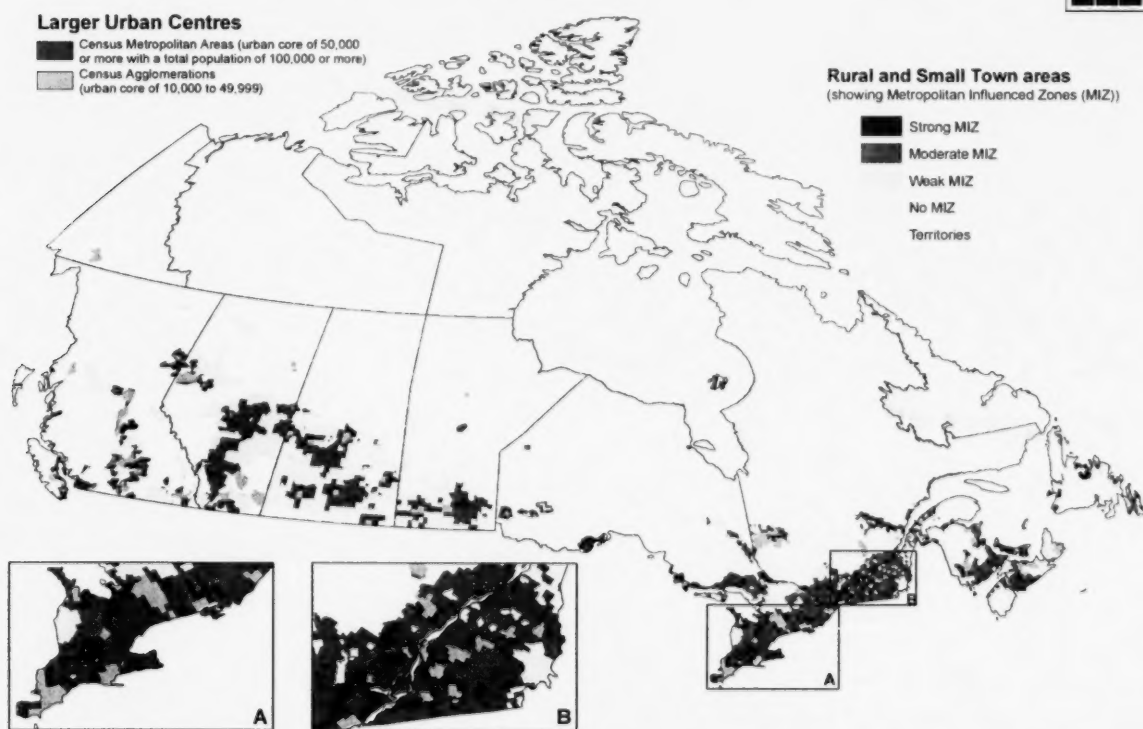 Larger Urban Centres
Census Metropolitan Areas (urban core of 50,000
or more with a total population of 100,000 or more)
Census Agglomerations
(urban core of 10,000 to 49,999)
Rural and Small Town areas
(showing Metropolitan Influenced Zones (MIZ))
Strong MIZ
Moderate MIZ
Weak MIZ
No MIZ
Territories
B
A
A
B